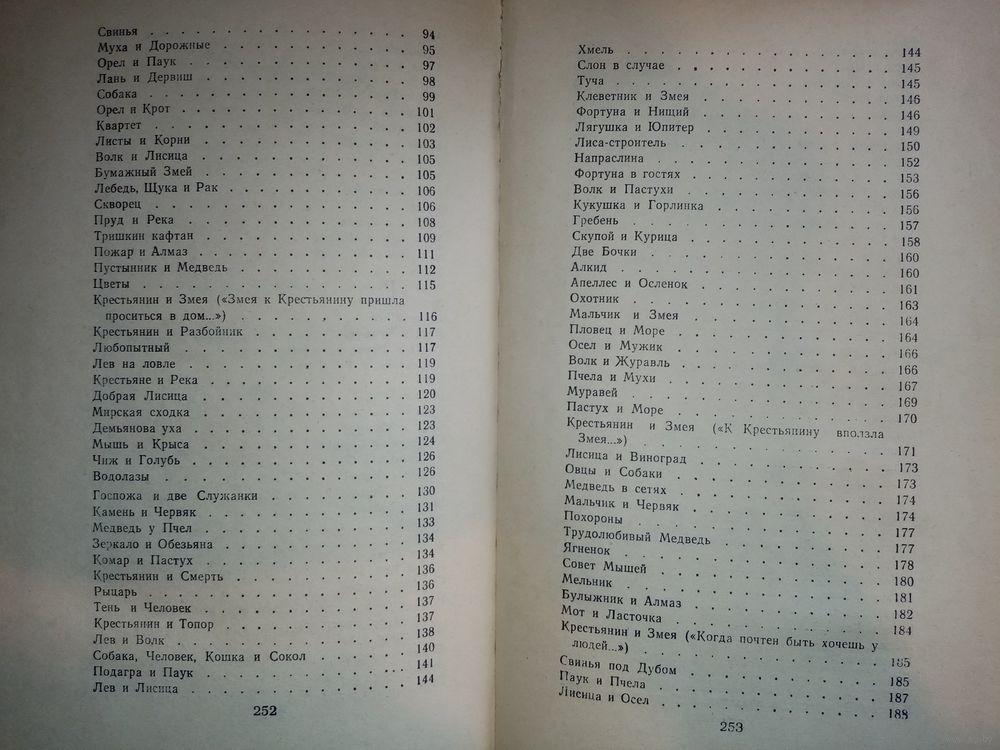 Свинья . . . . . . . . . . . . . . 94
Муха и Дорожные . . . . . . . . . . 95
Орел и Паук . . . . . . . . . . . . 97
Лань и Дервиш . . . . . . . . . . . 98
Собака . . . . . . . . . . . . . . 99
Орел и Крот . . . . . . . . . . . . 101
Квартет . . . . . . . . . . . . . . 102
Листы и Корни . . . . . . . . . . . 103
Волк и Лисица . . . . . . . . . . . 105
Бумажный Змей . . . . . . . . . . . 105
Лебедь, Щука и Рак . . . . . . . . . 106
Скворец . . . . . . . . . . . . . . 106
Пруд и Река . . . . . . . . . . . . 108
Тришкин кафтан . . . . . . . . . . . 109
Пожар и Алмаз . . . . . . . . . . . 111
Пустынник и Медведь . . . . . . . . 112
Цветы . . . . . . . . . . . . . . . 115
Крестьянин и Змея («Змея к Крестьянину пришла
проситься в дом...») . . . . . . . . 116
Крестьянин и Разбойник . . . . . . . 117
Любопытный . . . . . . . . . . . . . 117
Лев на ловле . . . . . . . . . . . . 119
Крестьяне и Река . . . . . . . . . . 119
Добрая Лисица . . . . . . . . . . . 120
Мирская сходка . . . . . . . . . . . 123
Демьянова уха . . . . . . . . . . . 123
Мышь и Крыса . . . . . . . . . . . . 124
Чиж и Голубь . . . . . . . . . . . . 126
Водолазы . . . . . . . . . . . . . . 126
Госпожа и две Служанки . . . . . . . 130
Камень и Червяк . . . . . . . . . . 131
Медведь у Пчел . . . . . . . . . . . 133
Зеркало и Обезьяна . . . . . . . . . 134
Комар и Пастух . . . . . . . . . . . 134
Крестьянин и Смерть . . . . . . . . 136
Рыцарь . . . . . . . . . . . . . . . 136
Тень и Человек . . . . . . . . . . . 137
Крестьянин и Топор . . . . . . . . . 137
Лев и Волк . . . . . . . . . . . . . 138
Собака, Человек, Кошка и Сокол . . . . 140
Подагра и Паук . . . . . . . . . . . 141
Лев и Лисица . . . . . . . . . . . . 144
252
Хмель . . . . . . . . . . . . . . . 144
Слон в случае . . . . . . . . . . . 145
Туча . . . . . . . . . . . . . . . 145
Клеветник и Змея . . . . . . . . . . 146
Фортуна и Нищий . . . . . . . . . . 146
Лягушка и Юпитер . . . . . . . . . . 149
Лиса-строитель . . . . . . . . . . . 150
Напраслина . . . . . . . . . . . . . 152
Фортуна в гостях . . . . . . . . . . 153
Волк и Пастухи . . . . . . . . . . . 156
Кукушка и Горлинка . . . . . . . . . 156
Гребень . . . . . . . . . . . . . . 157
Скупой и Курица . . . . . . . . . . 158
Две Бочки . . . . . . . . . . . . . 160
Алкид . . . . . . . . . . . . . . . 160
Апеллес и Осленок . . . . . . . . . 161
Охотник . . . . . . . . . . . . . . 163
Мальчик и Змея . . . . . . . . . . . 164
Пловец и Море . . . . . . . . . . . 164
Осел и Мужик . . . . . . . . . . . . 166
Волк и Журавль . . . . . . . . . . . 166
Пчела и Мухи . . . . . . . . . . . . 167
Муравей . . . . . . . . . . . . . . 169
Пастух и Море . . . . . . . . . . . 170
Крестьянин и Змея («К Крестьянину вползла
Змея...») . . . . . . . . . . . . . 171
Лисица и Виноград . . . . . . . . . 173
Овцы и Собаки . . . . . . . . . . . 173
Медведь в сетях . . . . . . . . . . 174
Мальчик и Червяк . . . . . . . . . . 174
Похороны . . . . . . . . . . . . . . 177
Трудолюбивый Медведь . . . . . . . . 177
Ягненок . . . . . . . . . . . . . . 178
Совет Мышей . . . . . . . . . . . . 180
Мельник . . . . . . . . . . . . . . 181
Булыжник и Алмаз . . . . . . . . . . 182
Мот и Ласточка . . . . . . . . . . . 184
Крестьянин и Змея («Когда почтен быть хочешь у
людей...») . . . . . . . . . . . . . 185
Свинья под Дубом . . . . . . . . . . 185
Паук и Пчела . . . . . . . . . . . . 187
Лисица и Осел . . . . . . . . . . . 188
253